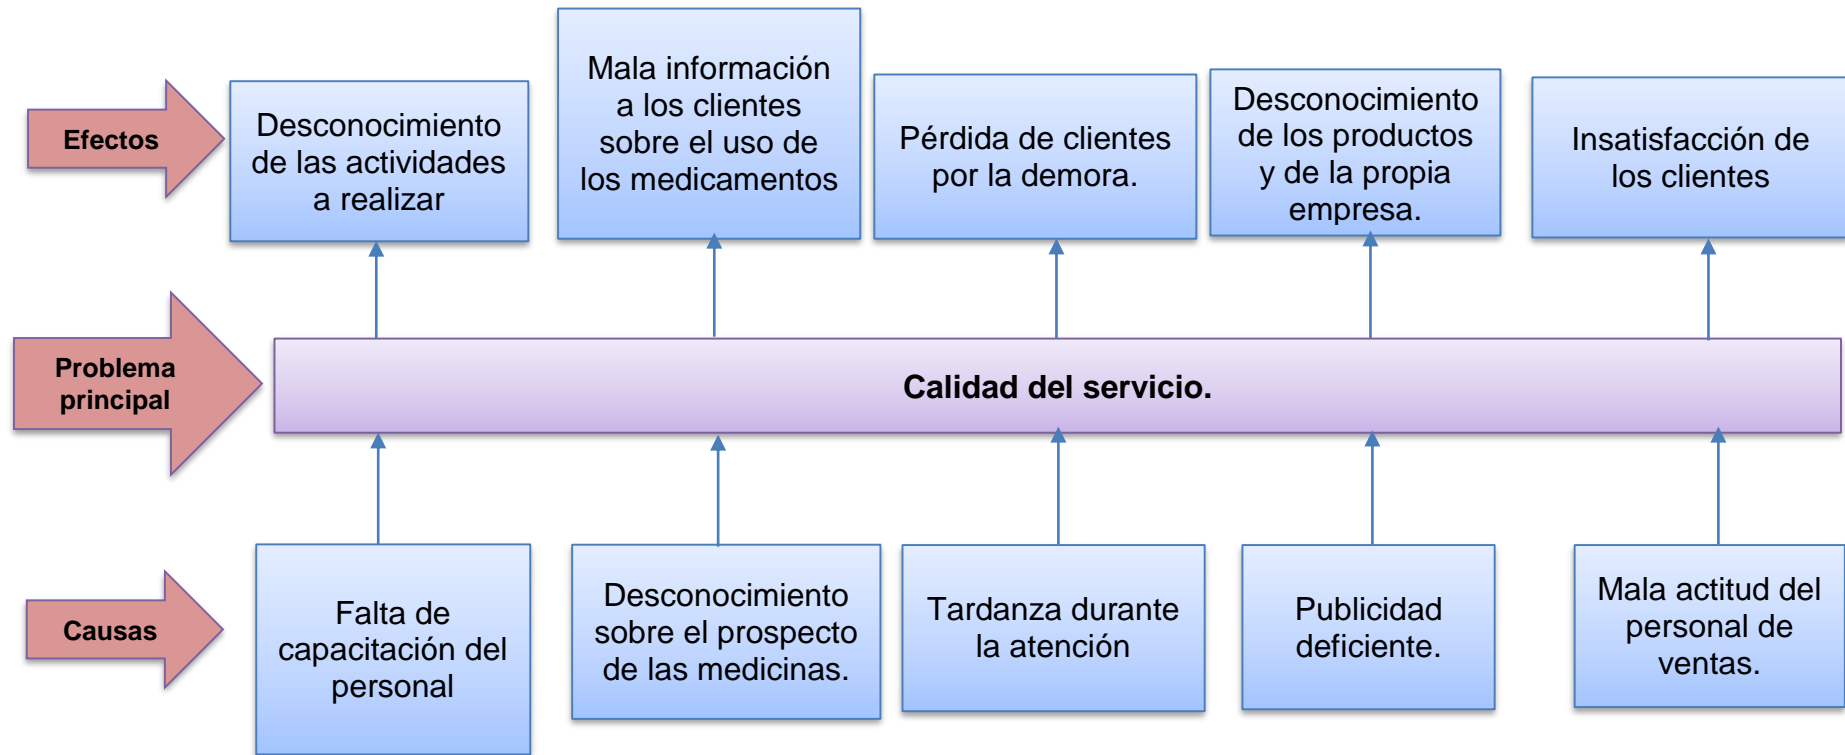 Efectos
Desconocimiento
de las actividades
a realizar
Mala información
a los clientes
sobre el uso de
los medicamentos
Pérdida de clientes
por la demora.
Desconocimiento
de los productos
y de la propia
empresa.
Insatisfacción de
los clientes
Problema
principal
Calidad del servicio.
Causas
Falta de
capacitación del
personal
Desconocimiento
sobre el prospecto
de las medicinas.
Tardanza durante
la atención
Publicidad
deficiente.
Mala actitud del
personal de
ventas.